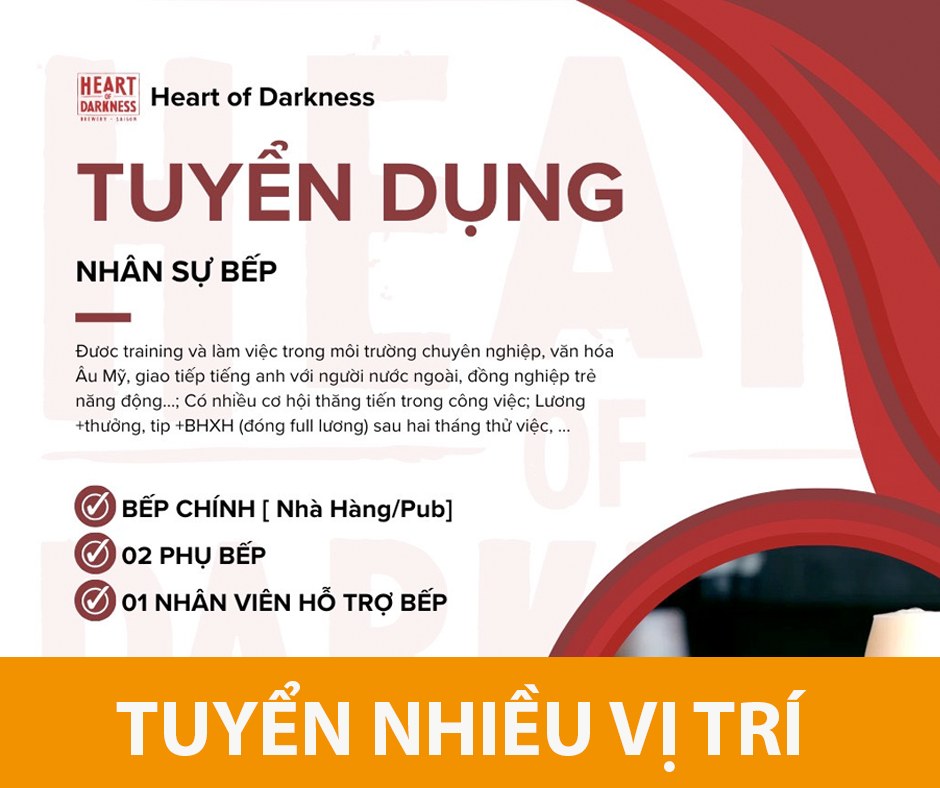 HEART
OF
DARKNESS
BREWERY - SAIGON
Heart of Darkness
TUYỂN DỤNG
NHÂN SỰ BẾP
Đươc training và làm việc trong môi trường chuyên nghiệp, văn hóa
Âu Mỹ, giao tiếp tiếng anh với người nước ngoài, đồng nghiệp trẻ
năng động...; Có nhiều cơ hội thăng tiến trong công việc; Lương
+thưởng, tip +BHXH (đóng full lương) sau hai tháng thử việc, ...
BẾP CHÍNH [ Nhà Hàng/Pub]
02 PHỤ BẾP
01 NHÂN VIÊN HỖ TRỢ BẾP
TUYỂN NHIỀU VỊ TRÍ